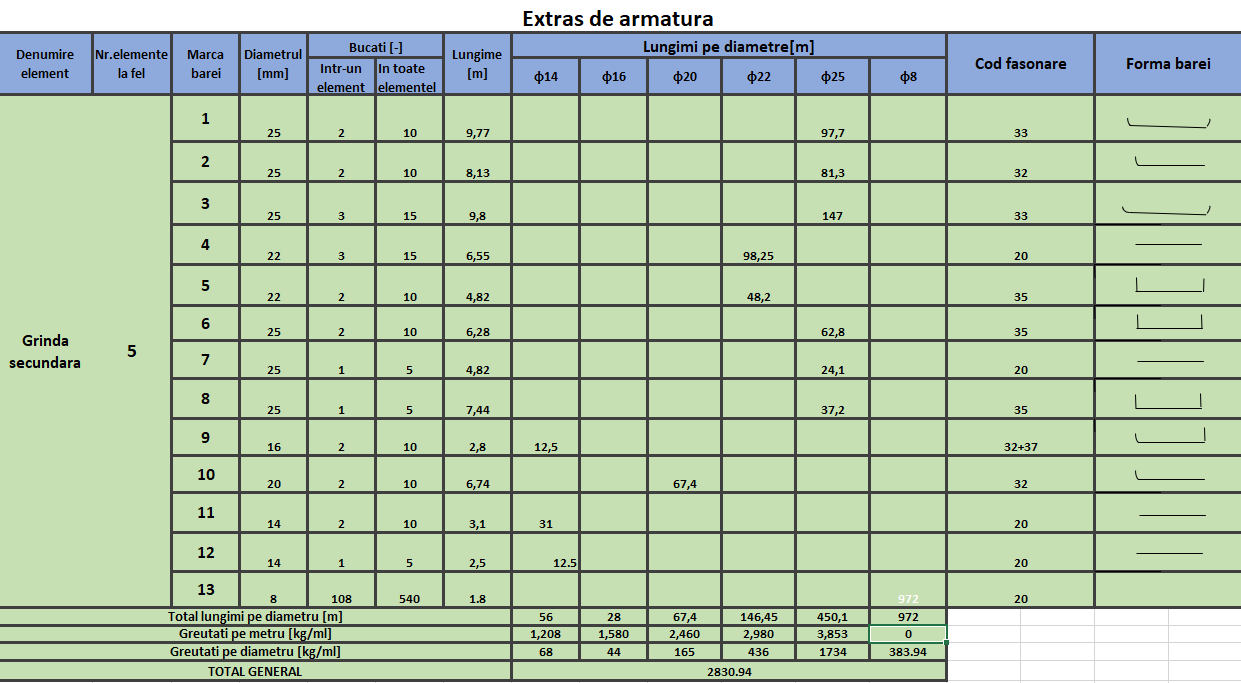 Extras de armatura
Denumire element Nr.elemente la fel Marca barei Diametrul [mm] Bucati [-] Lungime [m] Lungimi pe diametre[m] Cod fasonare Forma barei
Intr-un element In toate elementel ф14 ф16 ф20 ф22 ф25 ф8
Grinda secundara 5
1 25 2 10 9,77 97,7 33
2 25 2 10 8,13 81,3 32
3 25 3 15 9,8 147 33
4 22 3 15 6,55 98,25 20
5 22 2 10 4,82 48,2 35
6 25 2 10 6,28 62,8 35
7 25 1 5 4,82 24,1 20
8 25 1 5 7,44 37,2 35
9 16 2 10 2,8 12,5 32+37
10 20 2 10 6,74 67,4 32
11 14 2 10 3,1 31 20
12 14 1 5 2,5 12.5 20
13 8 108 540 1.8 972 20
Total lungimi pe diametru [m] 56 28 67,4 146,45 450,1 972
Greutati pe metru [kg/ml] 1,208 1,580 2,460 2,980 3,853 0
Greutati pe diametru [kg/ml] 68 44 165 436 1734 383.94
TOTAL GENERAL 2830.94